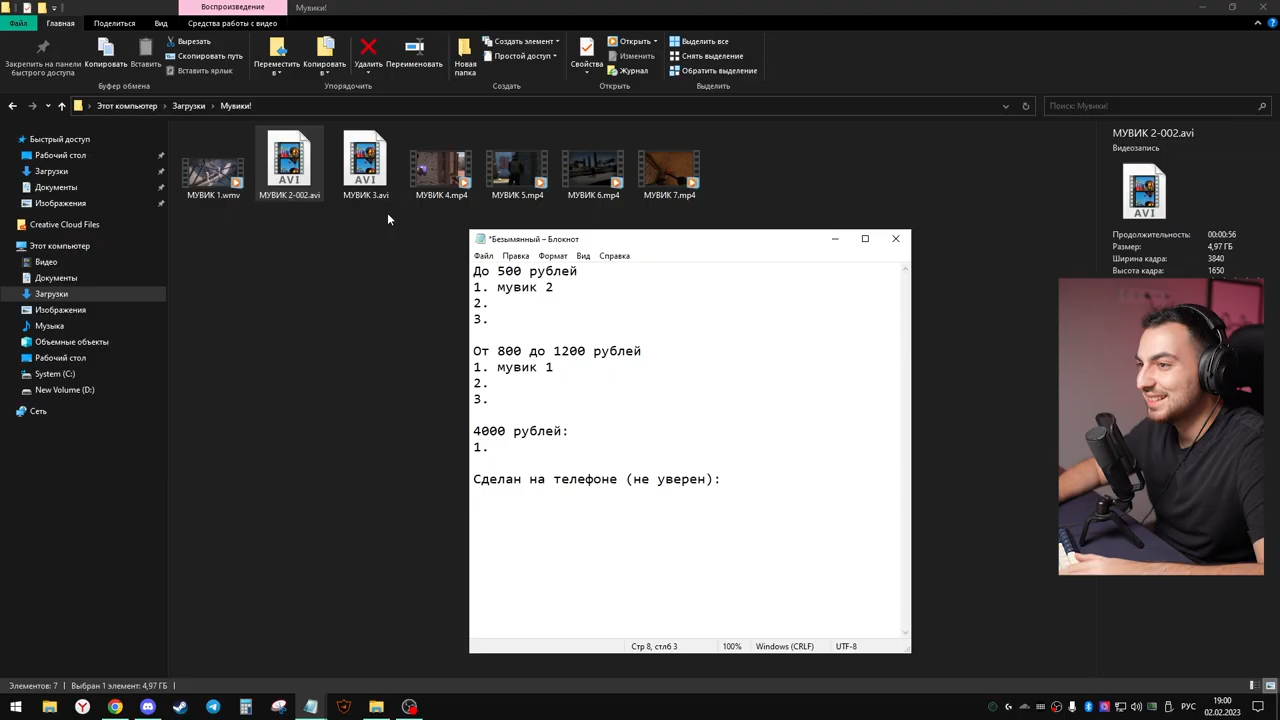 Воспроизведение
Мувики!
Файл
Главная
Поделиться
Вид
Средства работы с видео
Закрепить на панели
быстрого доступа
Копировать
Вставить
Вырезать
Скопировать путь
Вставить ярлык
Буфер обмена
Переместить
в
Копировать
в
Удалить
Переименовать
Упорядочить
Новая
папка
Создать элемент
Простой доступ
Создать
Свойства
Открыть
Изменить
Журнал
Открыть
Выделить все
Снять выделение
Обратить выделение
Выделить
Этот компьютер
Загрузки
Мувики!
Поиск: Мувики!
Быстрый доступ
Рабочий стол
Загрузки
Документы
Изображения
Creative Cloud Files
Этот компьютер
Видео
Документы
Загрузки
Изображения
Музыка
Объемные объекты
Рабочий стол
System (C:)
New Volume (D:)
Сеть
AVI
AVI
МУВИК 1.wmv
МУВИК 2-002.avi
МУВИК 3.avi
МУВИК 4.mp4
МУВИК 5.mp4
МУВИК 6.mp4
МУВИК 7.mp4
МУВИК 2-002.avi
Видеозапись
AVI
Продолжительность: 00:00:56
Размер: 4,97 ГБ
Ширина кадра: 3840
Высота кадра: 1650
*Безымянный – Блокнот
Файл
Правка
Формат
Вид
Справка
До 500 рублей
1. мувик 2
2.
3.
От 800 до 1200 рублей
1. мувик 1
2.
3.
4000 рублей:
1.
Сделан на телефоне (не уверен):
Стр 8, стлб 3
100%
Windows (CRLF)
UTF-8
Элементов: 7
Выбран 1 элемент: 4,97 ГБ
РУС
19:00
02.02.2023